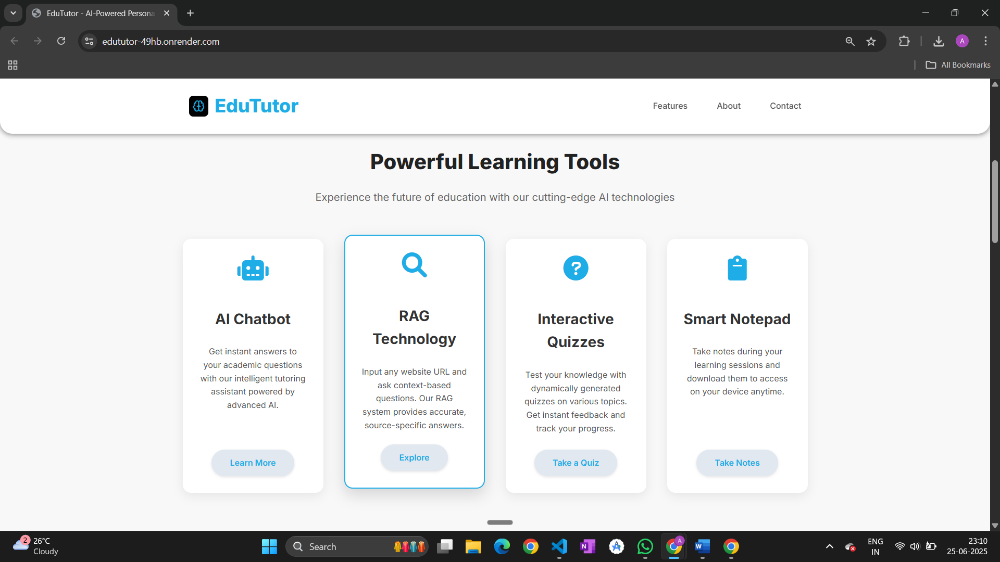 EduTutor - AI-Powered Persona
edututor-49hb.onrender.com
A
All Bookmarks
EduTutor
Features
About
Contact
Powerful Learning Tools
Experience the future of education with our cutting-edge AI technologies
AI Chatbot
Get instant answers to
your academic questions
with our intelligent tutoring
assistant powered by
advanced AI.
Learn More
RAG
Technology
Input any website URL and
ask context-based
questions. Our RAG
system provides accurate,
source-specific answers.
Explore
?
Interactive
Quizzes
Test your knowledge with
dynamically generated
quizzes on various topics.
Get instant feedback and
track your progress.
Take a Quiz
Smart Notepad
Take notes during your
learning sessions and
download them to access
on your device anytime.
Take Notes
2
26°C
Cloudy
Search
N
A
W
ENG
IN
23:10
25-06-2025